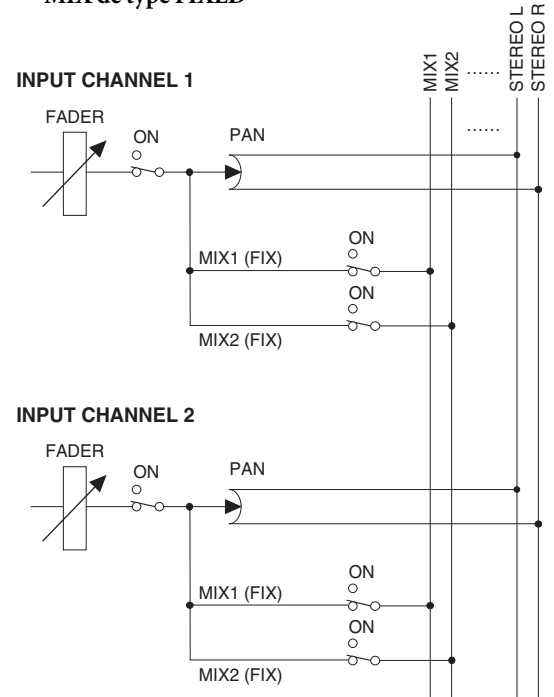 MIX de type FIXED
MIX1
MIX2
......
STEREO L
STEREO R
......
INPUT CHANNEL 1
FADER
ON
PAN
ON
MIX1 (FIX)
ON
MIX2 (FIX)
INPUT CHANNEL 2
FADER
ON
PAN
ON
MIX1 (FIX)
ON
MIX2 (FIX)